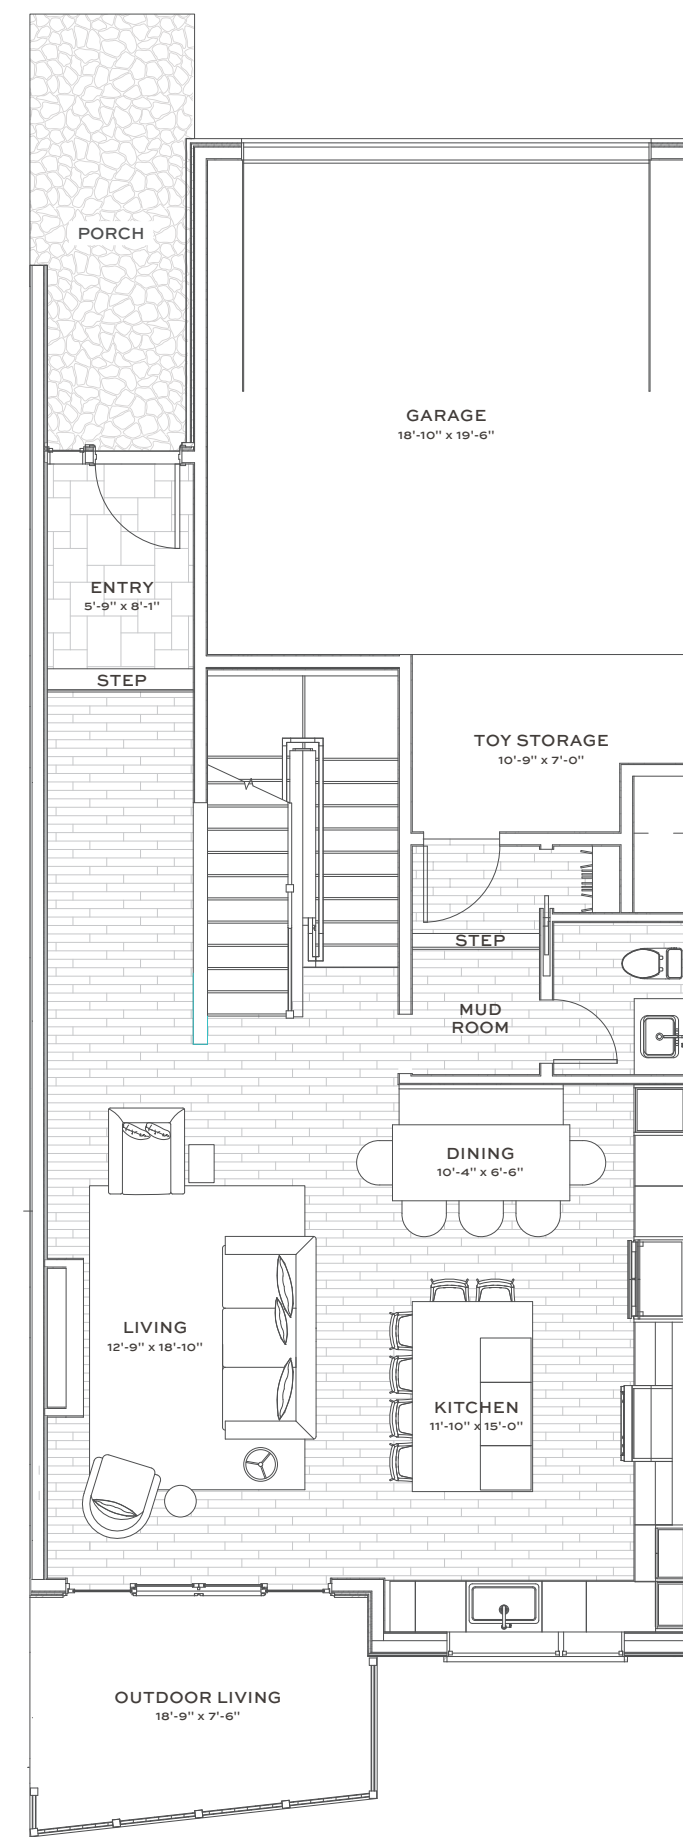 PORCH
GARAGE
18'-10" x 19'-6"
ENTRY
5'-9" x 8'-1"
STEP
TOY STORAGE
10'-9" x 7'-0"
STEP
MUD
ROOM
DINING
10'-4" x 6'-6"
LIVING
12'-9" x 18'-10"
KITCHEN
11'-10" x 15'-0"
OUTDOOR LIVING
18'-9" x 7'-6"